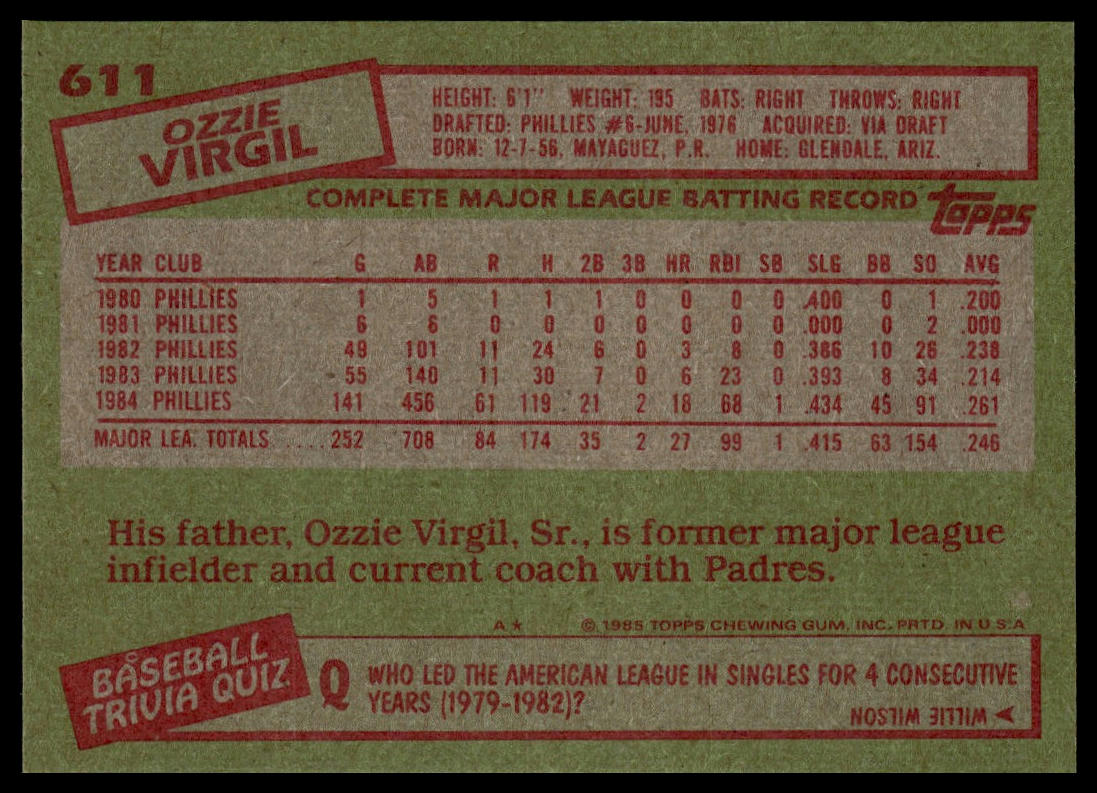 611
OZZIE
VIRGIL
HEIGHT: 6'1" WEIGHT: 195 BATS: RIGHT THROWS: RIGHT
DRAFTED: PHILLIES #6-JUNE, 1976 ACQUIRED: VIA DRAFT
BORN: 12-7-56, MAYAGUEZ, P.R. HOME: GLENDALE, ARIZ.
COMPLETE MAJOR LEAGUE BATTING RECORD topps
YEAR CLUB G AB R H 2B 3B HR RBI SB SLG BB SO AVG
1980 PHILLIES 1 5 1 1 1 0 0 0 0 .400 0 1 .200
1981 PHILLIES 6 6 0 0 0 0 0 0 0 .000 0 2 .000
1982 PHILLIES 49 101 11 24 6 0 3 8 0 .386 10 26 .238
1983 PHILLIES 55 140 11 30 7 0 6 23 0 .393 8 34 .214
1984 PHILLIES 141 456 61 119 21 2 18 68 1 .434 45 91 .261
MAJOR LEA. TOTALS .....252 708 84 174 35 2 27 99 1 .415 63 154 .246
His father, Ozzie Virgil, Sr., is former major league
infielder and current coach with Padres.
A* © 1985 TOPPS CHEWING GUM, INC. PRTD. IN U.S.A
BASEBALL
TRIVIA QUIZ
Q WHO LED THE AMERICAN LEAGUE IN SINGLES FOR 4 CONSECUTIVE
YEARS (1979-1982)?
WILLIE WILSON